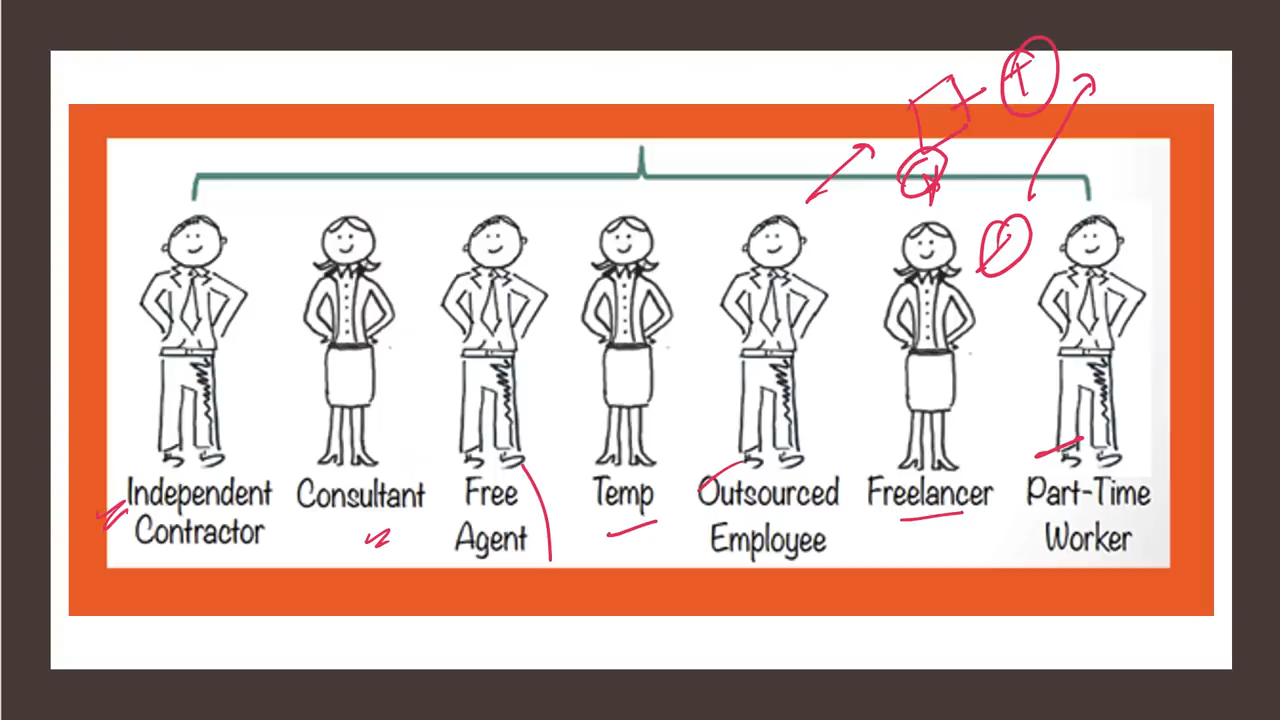 Independent
Contractor
Consultant
Free
Agent
Temp
Outsourced
Employee
Freelancer
Part-Time
Worker